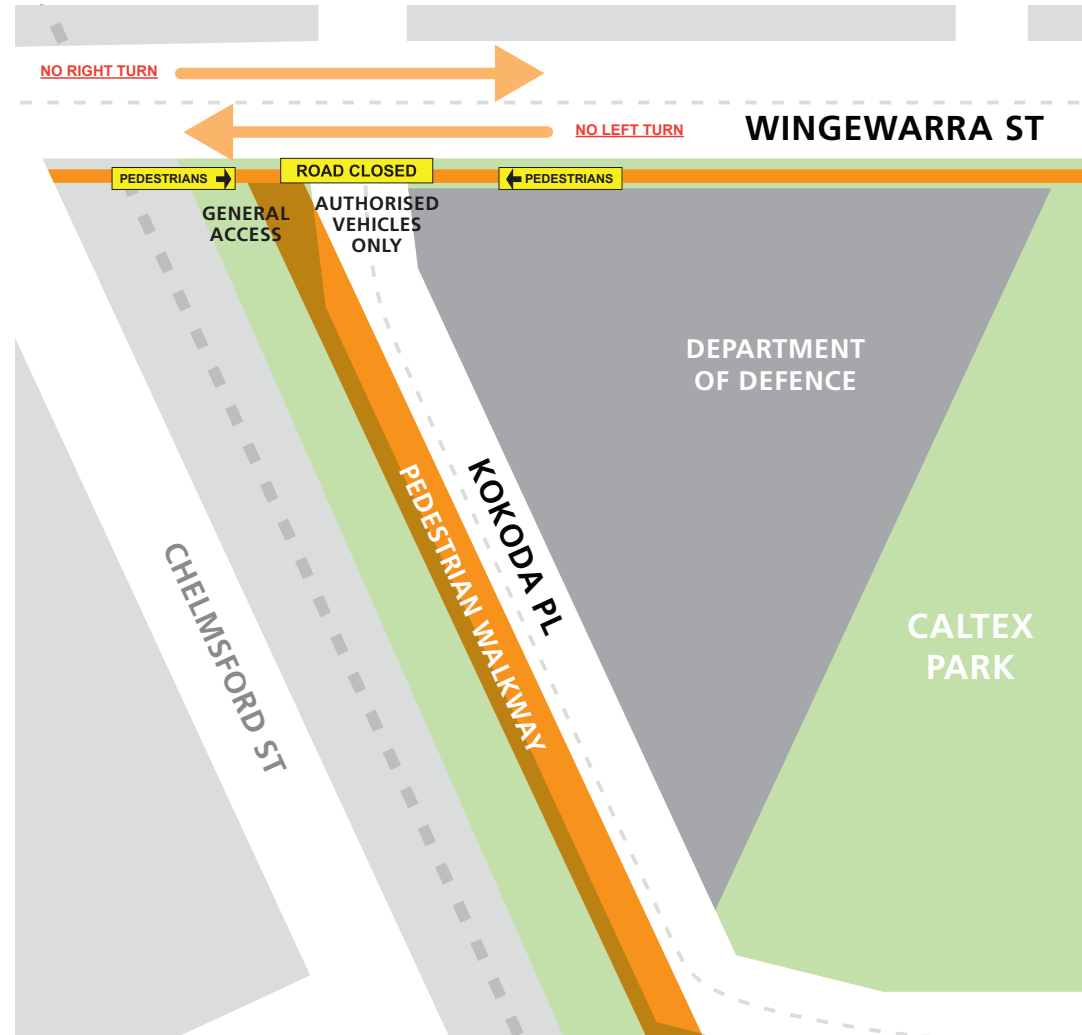 NO RIGHT TURN
NO LEFT TURN
WINGEWARRA ST
PEDESTRIANS
ROAD CLOSED
PEDESTRIANS
GENERAL
ACCESS
AUTHORISED
VEHICLES
ONLY
DEPARTMENT
OF DEFENCE
KOKODA PL
PEDESTRIAN WALKWAY
CHELMSFORD ST
CALTEX
PARK